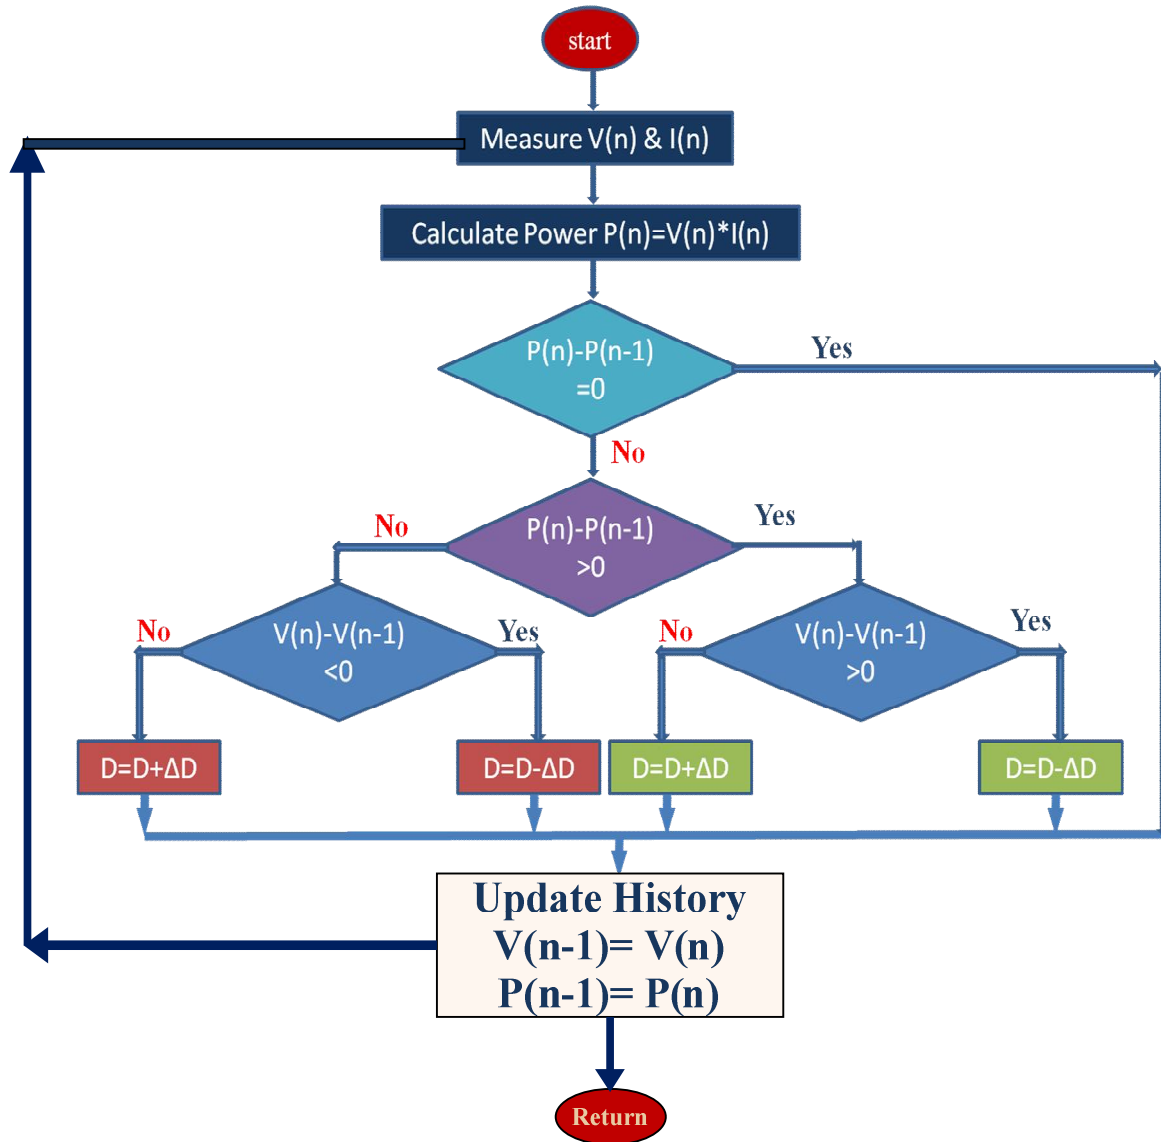 start
Measure V(n) & I(n)
Calculate Power P(n)=V(n)*I(n)
P(n)-P(n-1)
=0
Yes
No
P(n)-P(n-1)
>0
No
Yes
V(n)-V(n-1)
<0
No
Yes
V(n)-V(n-1)
>0
No
Yes
D=D+ΔD
D=D-ΔD
D=D+ΔD
D=D-ΔD
Update History
V(n-1)= V(n)
P(n-1)= P(n)
Return